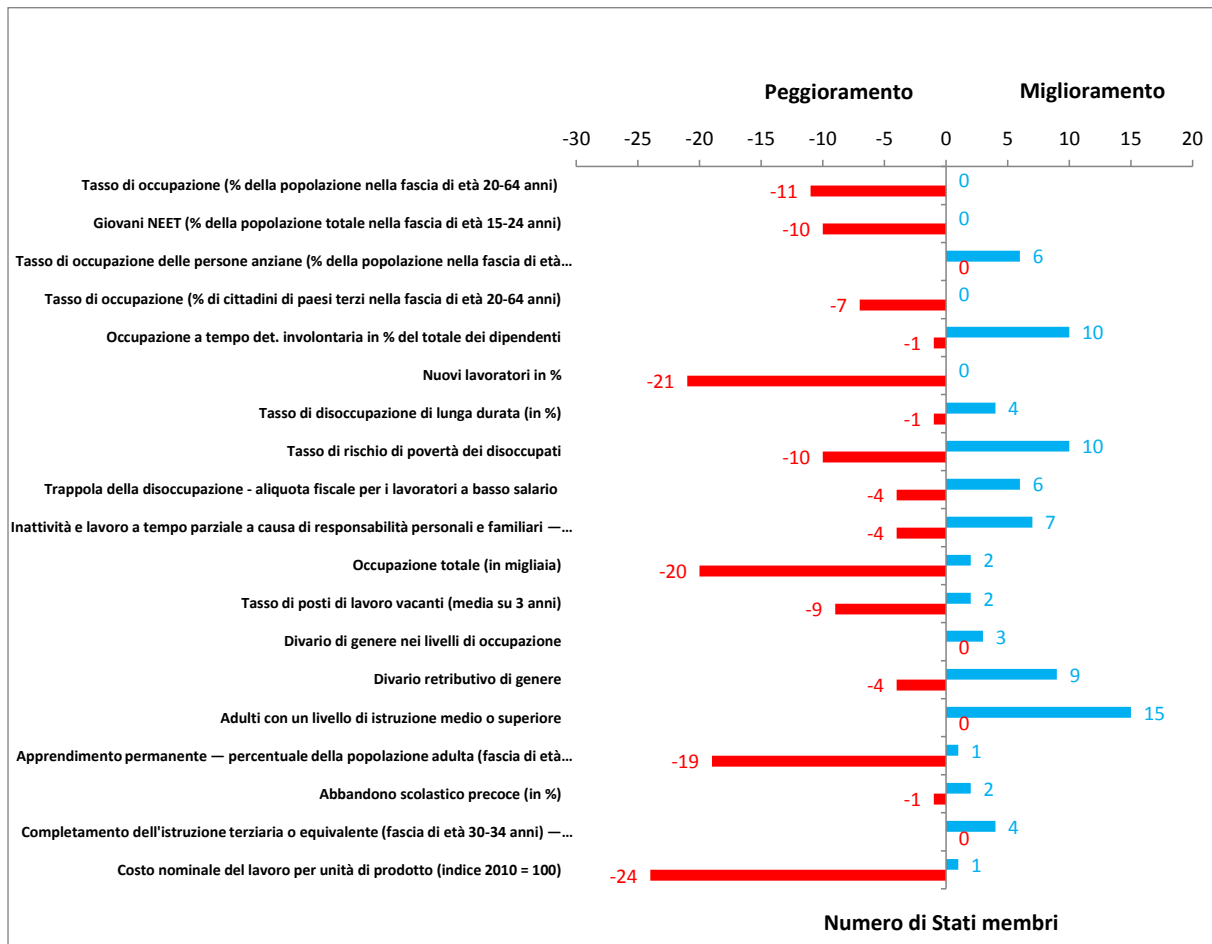 Peggioramento Miglioramento
-30 -25 -20 -15 -10 -5 0 5 10 15 20
Tasso di occupazione (% della popolazione nella fascia di età 20-64 anni) -11 0
Giovani NEET (% della popolazione totale nella fascia di età 15-24 anni) -10 0
Tasso di occupazione delle persone anziane (% della popolazione nella fascia di età... 0 6
Tasso di occupazione (% di cittadini di paesi terzi nella fascia di età 20-64 anni) -7 0
Occupazione a tempo det. involontaria in % del totale dei dipendenti -1 10
Nuovi lavoratori in % -21 0
Tasso di disoccupazione di lunga durata (in %) -1 4
Tasso di rischio di povertà dei disoccupati -10 10
Trappola della disoccupazione - aliquota fiscale per i lavoratori a basso salario -4 6
Inattività e lavoro a tempo parziale a causa di responsabilità personali e familiari —... -4 7
Occupazione totale (in migliaia) -20 2
Tasso di posti di lavoro vacanti (media su 3 anni) -9 2
Divario di genere nei livelli di occupazione 0 3
Divario retributivo di genere -4 9
Adulti con un livello di istruzione medio o superiore 0 15
Apprendimento permanente — percentuale della popolazione adulta (fascia di età... -19 1
Abbandono scolastico precoce (in %) -1 2
Completamento dell'istruzione terziaria o equivalente (fascia di età 30-34 anni) —... 0 4
Costo nominale del lavoro per unità di prodotto (indice 2010 = 100) -24 1
Numero di Stati membri